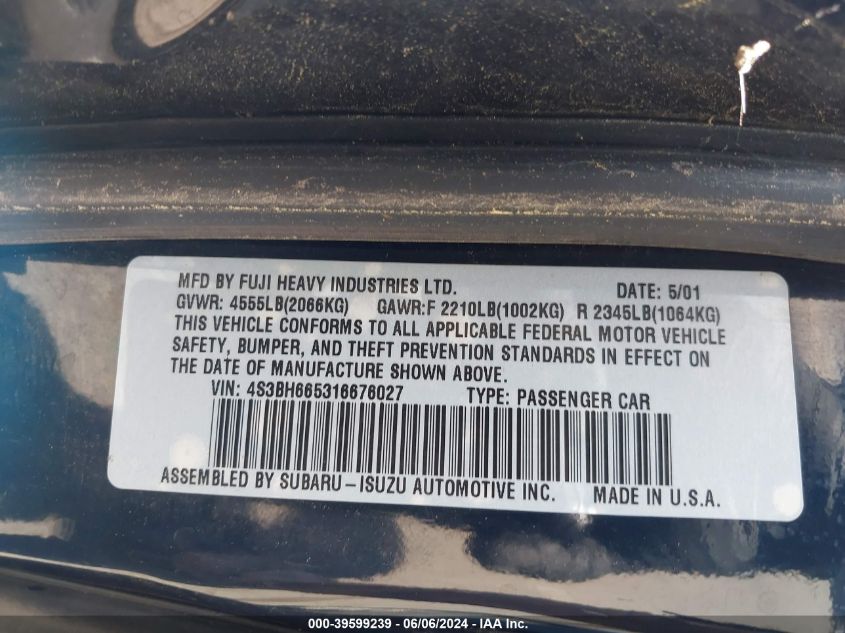 MFD BY FUJI HEAVY INDUSTRIES LTD. DATE: 5/01
GVWR: 4555LB(2066KG) GAWR:F 2210LB(1002KG) R 2345LB(1064KG)
THIS VEHICLE CONFORMS TO ALL APPLICABLE FEDERAL MOTOR VEHICLE
SAFETY, BUMPER, AND THEFT PREVENTION STANDARDS IN EFFECT ON
THE DATE OF MANUFACTURE SHOWN ABOVE.
VIN: 4S3BH665316676027 TYPE: PASSENGER CAR
ASSEMBLED BY SUBARU-ISUZU AUTOMOTIVE INC. MADE IN U.S.A.
000-39599239 - 06/06/2024 - IAA Inc.